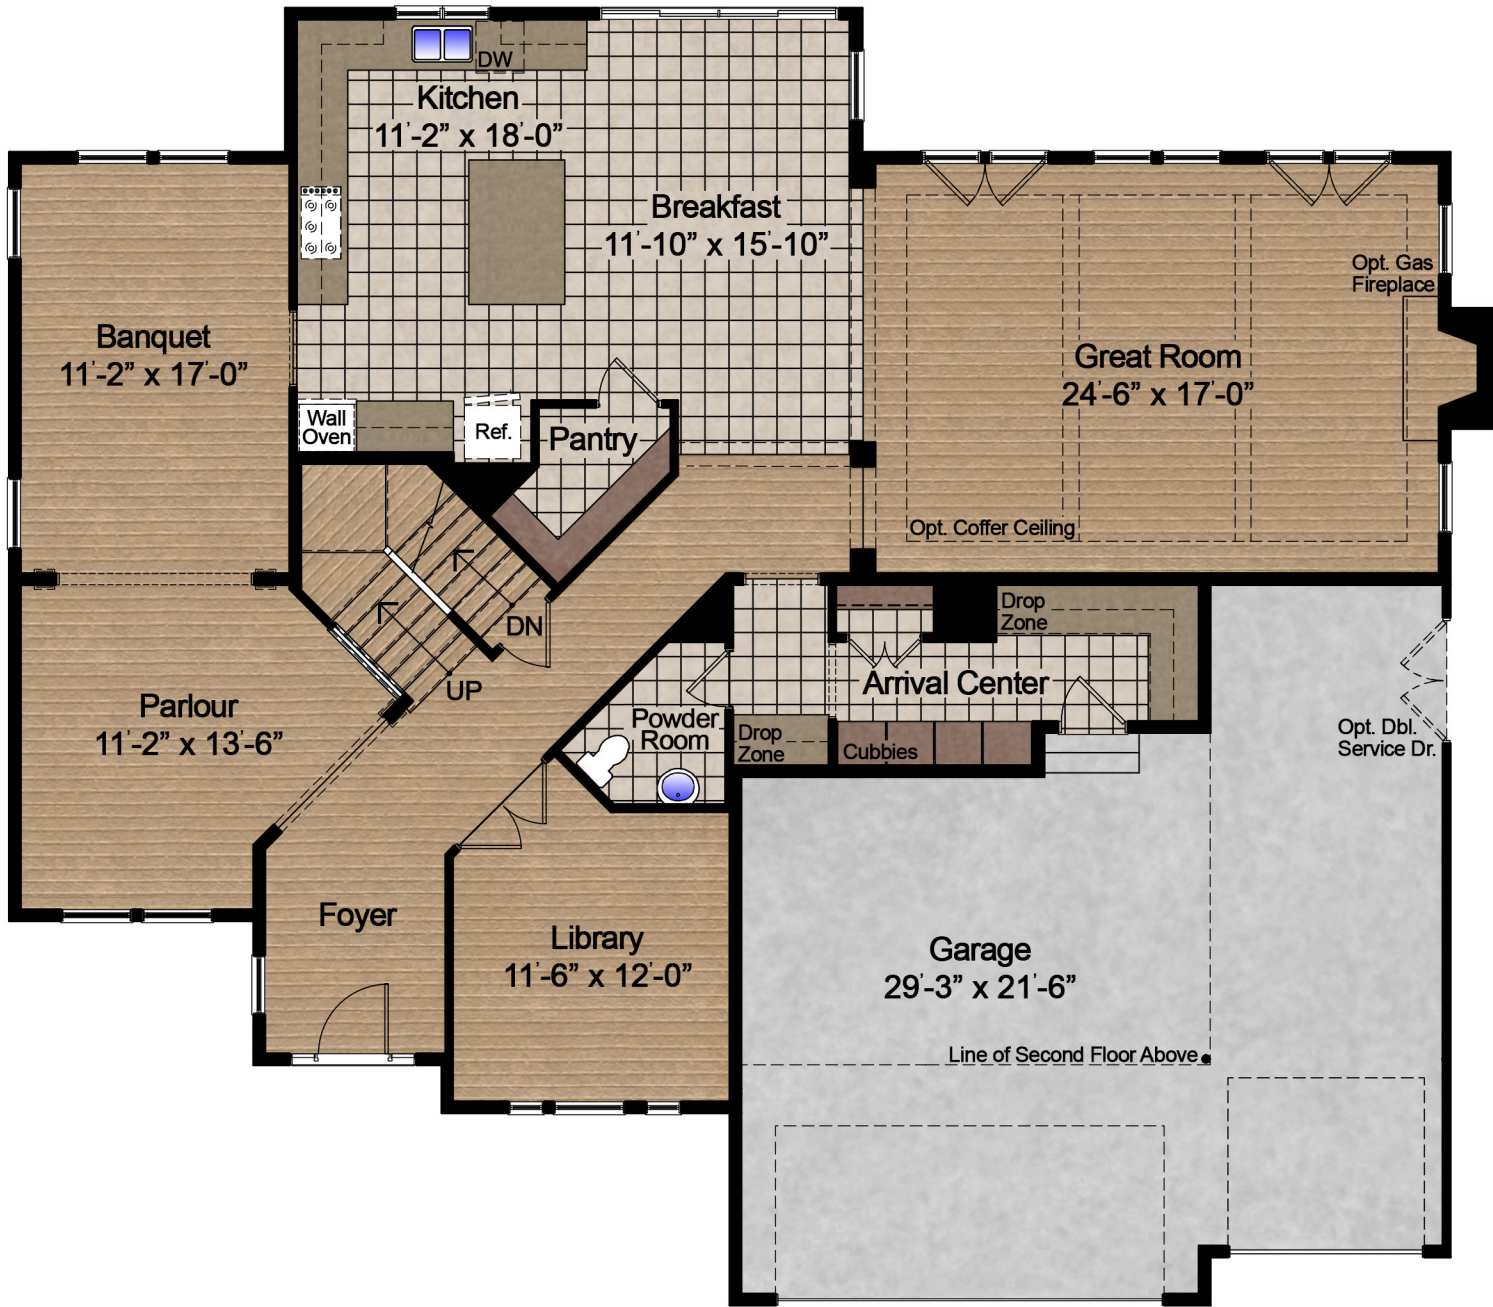 DW
Kitchen
11'-2" x 18'-0"
Breakfast
11'-10" x 15'-10"
Opt. Gas
Fireplace
Banquet
11'-2" x 17'-0"
Great Room
24'-6" x 17'-0"
Wall
Oven
Ref.
Pantry
Opt. Coffer Ceiling
DN
UP
Drop
Zone
Arrival Center
Parlour
11'-2" x 13'-6"
Powder
Room
Drop
Zone
Cubbies
Opt. Dbl.
Service Dr.
Foyer
Library
11'-6" x 12'-0"
Garage
29'-3" x 21'-6"
Line of Second Floor Above